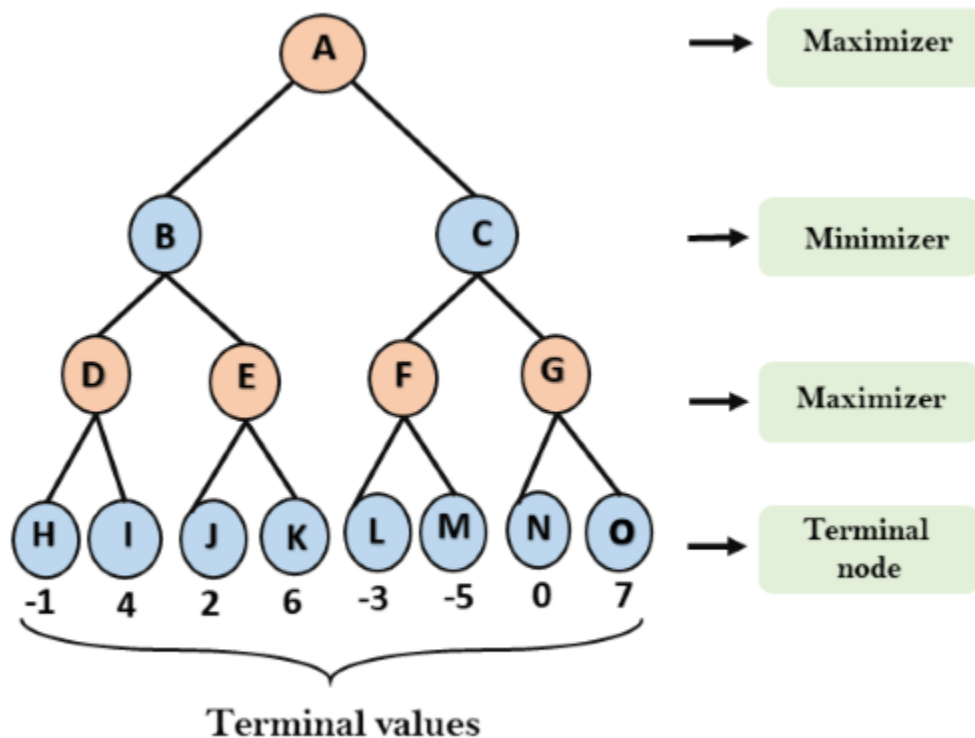 A
Maximizer
B
C
Minimizer
D
E
F
G
Maximizer
H
I
J
K
L
M
N
O
Terminal
node
-1
4
2
6
-3
-5
0
7
Terminal values